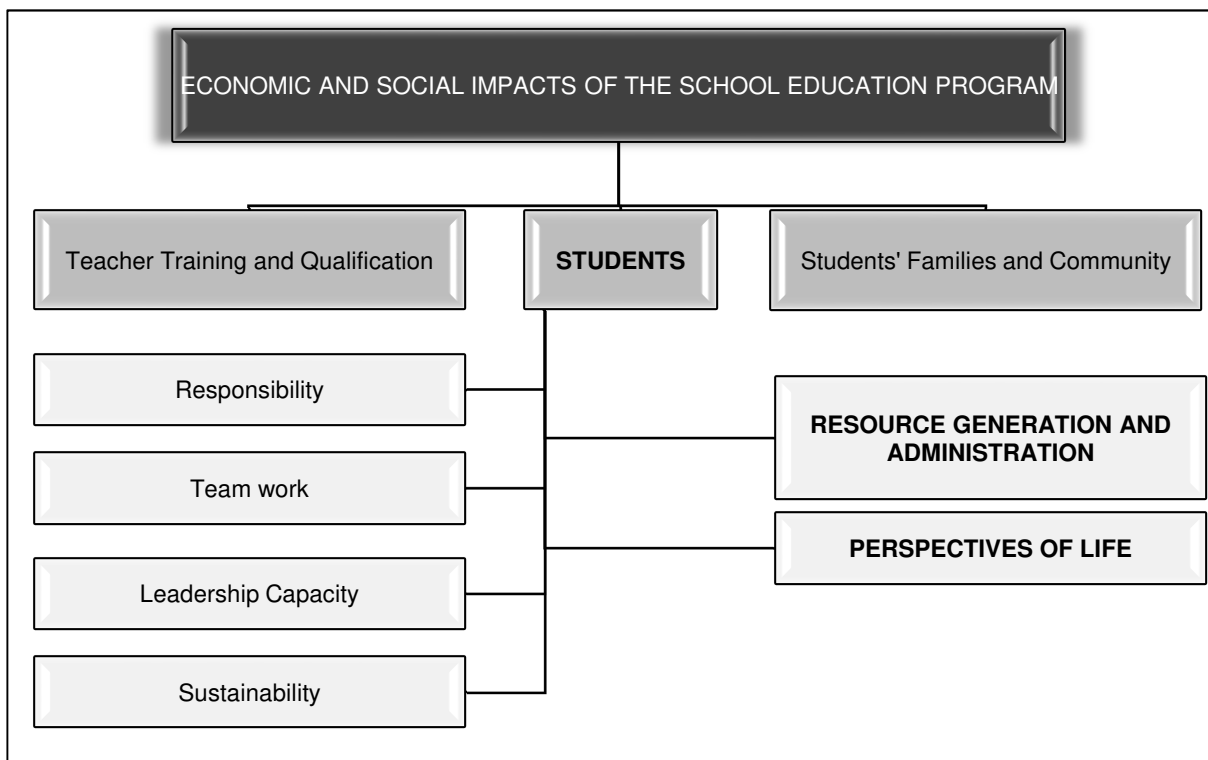 ECONOMIC AND SOCIAL IMPACTS OF THE SCHOOL EDUCATION PROGRAM
Teacher Training and Qualification
STUDENTS
Students' Families and Community
Responsibility
Team work
Leadership Capacity
Sustainability
RESOURCE GENERATION AND
ADMINISTRATION
PERSPECTIVES OF LIFE